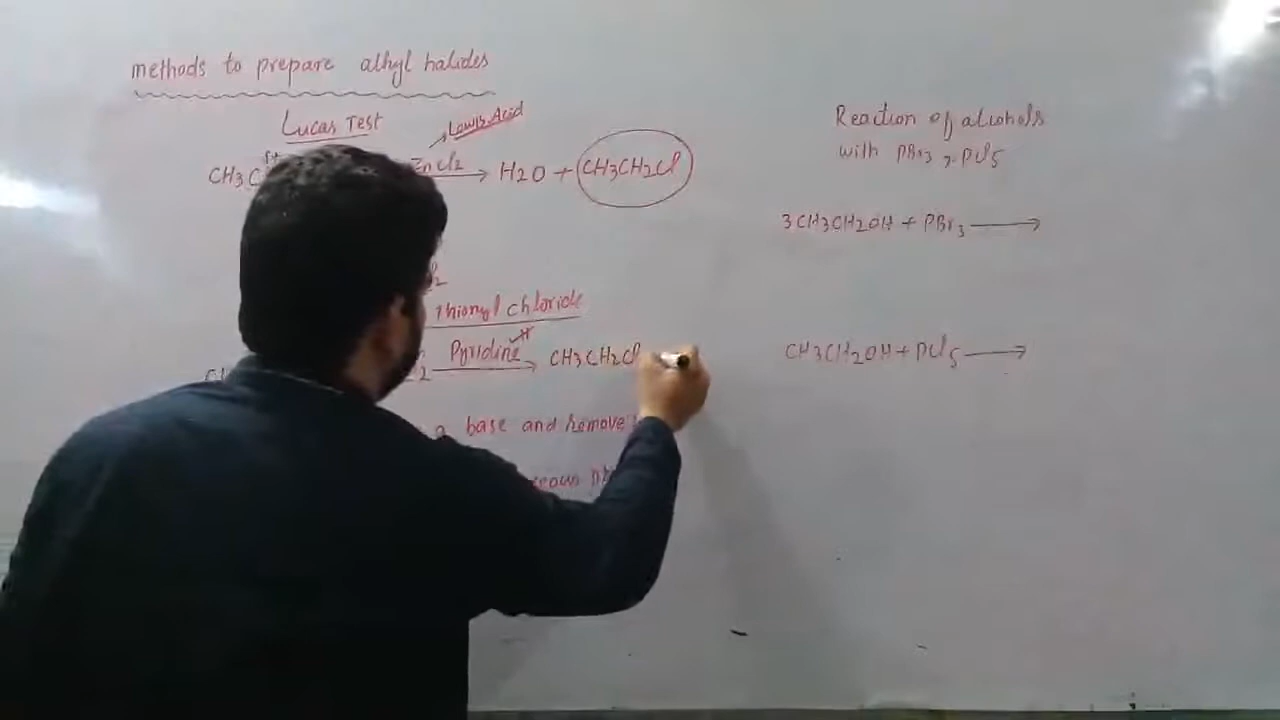 methods to prepare alkyl halides
Lucas Test
Lewis Acid
CH3C ZnCl2 → H2O + CH3CH2Cl
Thionyl chloride
Pyridine → CH3CH2Cl
a base and remove
Reaction of alcohols
with PBr3, PCl5
3CH3CH2OH + PBr3 →
CH3CH2OH + PCl5 →